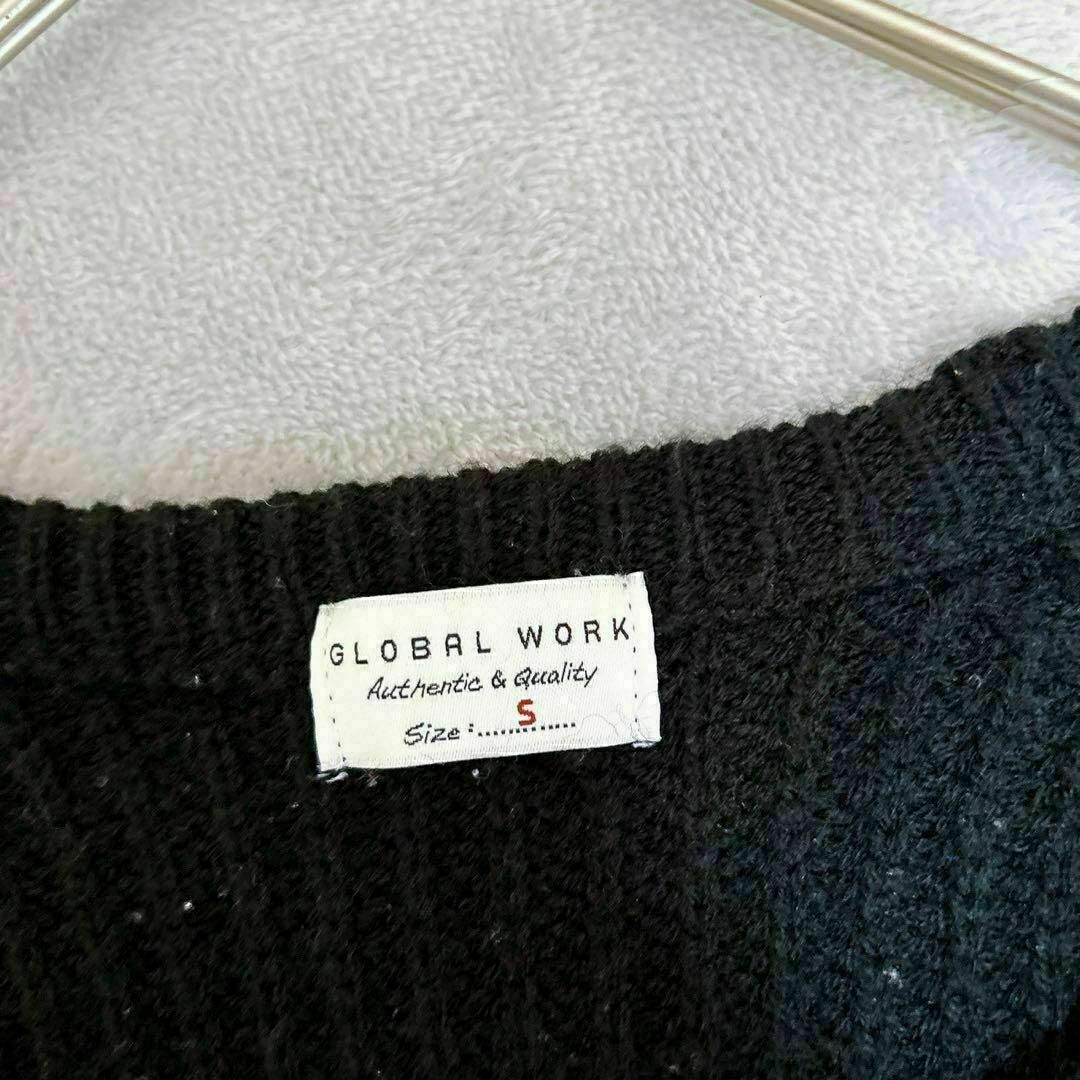 GLOBAL WORK
Authentic & Quality
Size:.............. S